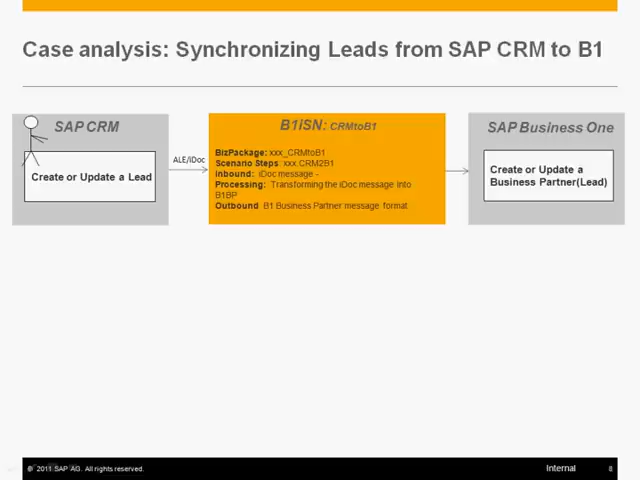 Case analysis: Synchronizing Leads from SAP CRM to B1
SAP CRM
Create or Update a Lead
ALE/iDoc
B1iSN: CRMtoB1
BizPackage: xxx_CRMtoB1
Scenario Steps: xxx.CRM2B1
Inbound: iDoc message -
Processing: Transforming the iDoc message into
B1BP
Outbound B1 Business Partner message format
SAP Business One
Create or Update a
Business Partner(Lead)
© 2011 SAP AG. All rights reserved.
Internal
8